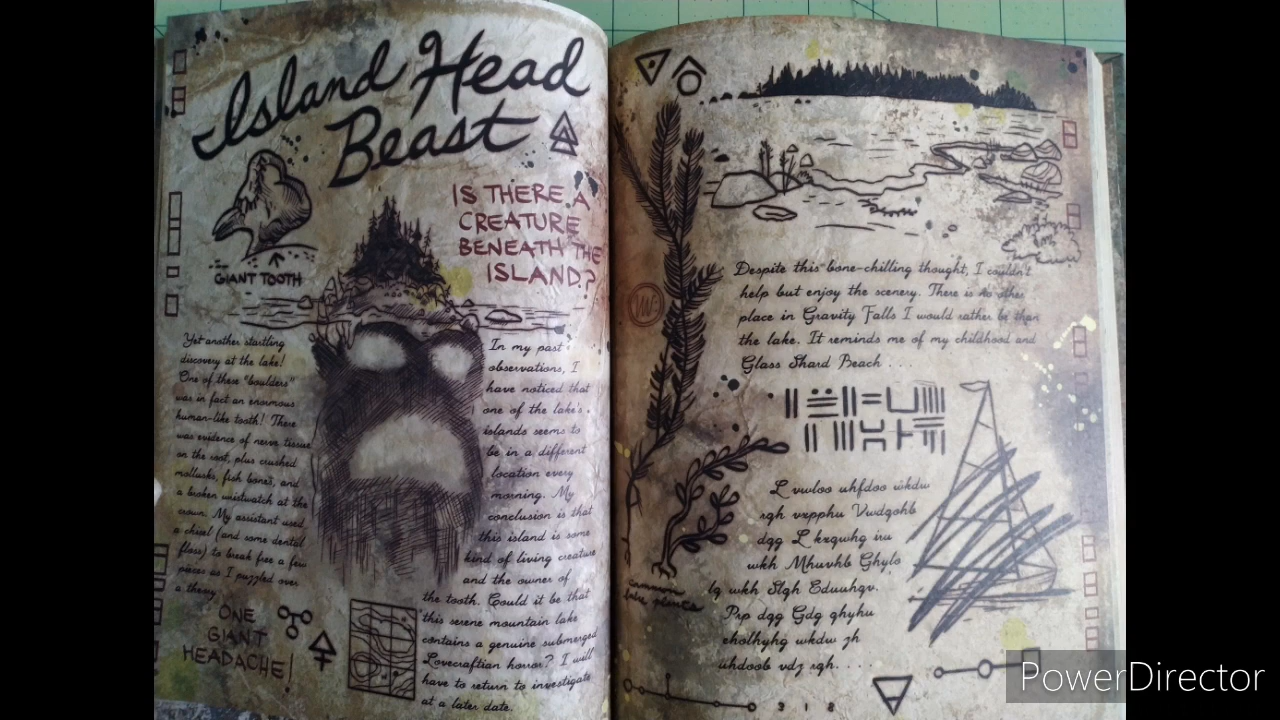 Island Head
Beast
IS THERE A
CREATURE
BENEATH THE
ISLAND?
GIANT TOOTH
Yet another startling
discovery at the lake!
One of these "boulders"
was in fact an enormous
human-like tooth! There
was evidence of nerve tissue
on the root, plus crushed
mollusks, fish bones, and
a broken wristwatch at the
crown. My assistant used
a chisel (and some dental
floss) to break free a few
pieces as I puzzled over
a theory
ONE
GIANT
HEADACHE!
In my past
observations, I
have noticed that
one of the lake's
islands seems to
be in a different
location every
morning. My
conclusion is that
this island is some
kind of living creature
and the owner of
the tooth. Could it be that
this serene mountain lake
contains a genuine submerged
Lovecraftian horror? I will
have to return to investigate
at a later date.
Despite this bone-chilling thought, I couldn't
help but enjoy the scenery. There is no other
place in Gravity Falls I would rather be than
the lake. It reminds me of my childhood and
Glass Shard Beach . . .
L vwloo uhfdoo wkdw
rqh vxpphu Vwdqohb
dqg L kxqwhg iru
wkh Mhuvhb Ghylo
lq wkh Slqh Eduuhqv.
Prp dqg Gdg qhyhu
eholhyhg wkdw zh
uhdoob vdz rqh. . . .
common
lake plants
3 1 8
PowerDirector